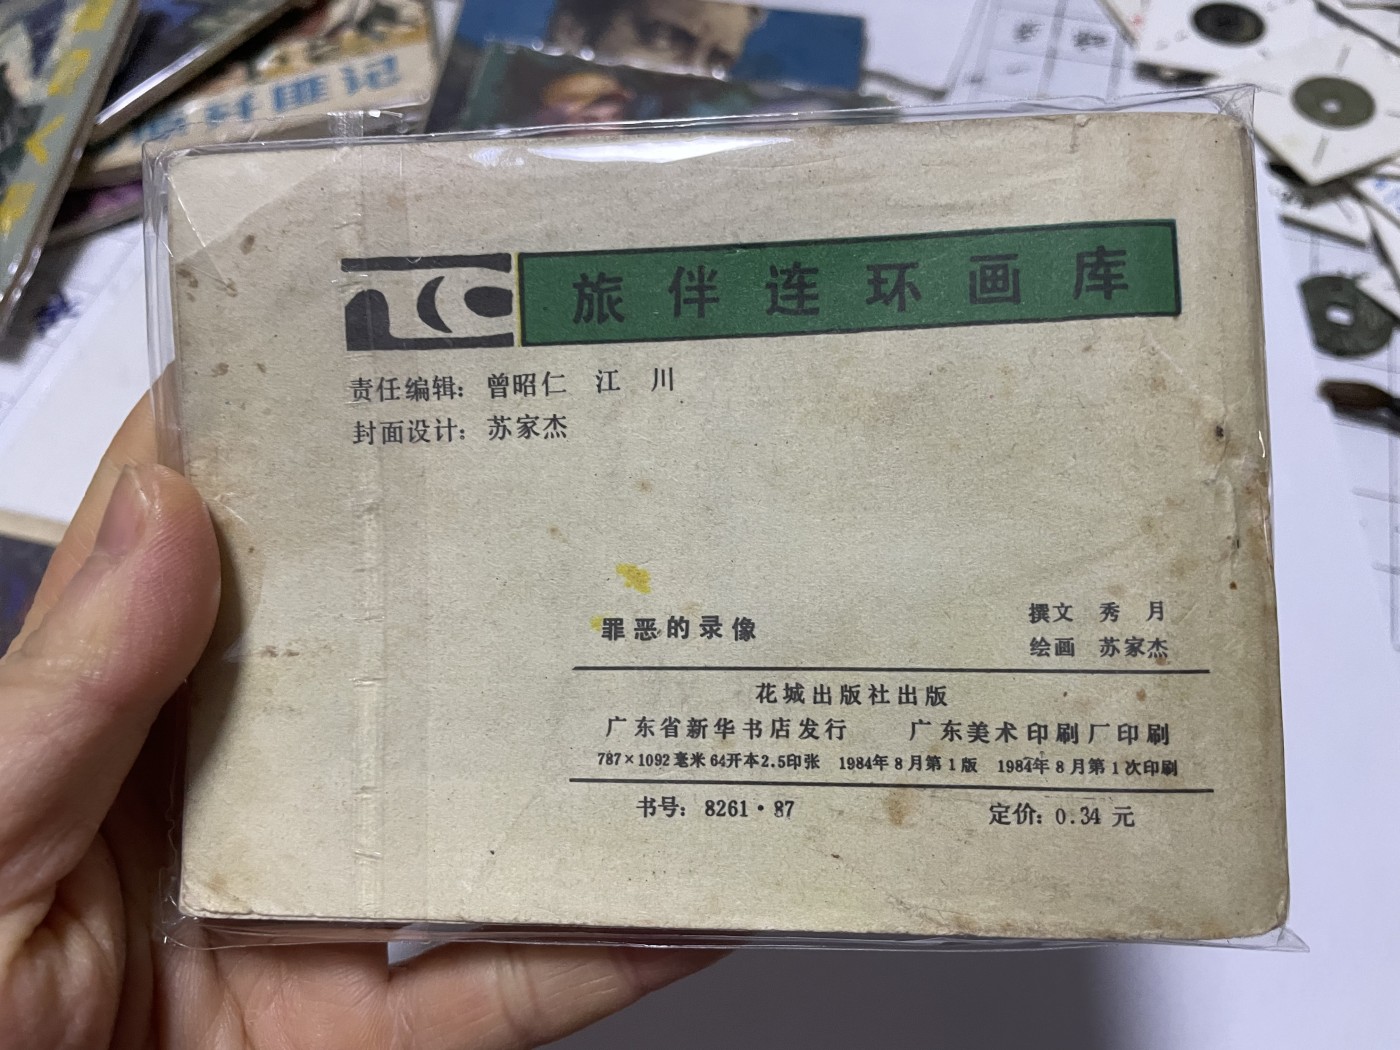 奸匪记
旅伴连环画库
责任编辑：曾昭仁 江 川
封面设计：苏家杰
罪恶的录像
撰文 秀 月
绘画 苏家杰
花城出版社出版
广东省新华书店发行 广东美术印刷厂印刷
787×1092毫米 64开本2.5印张 1984年8月第1版 1984年8月第1次印刷
书号：8261·87 定价：0.34 元